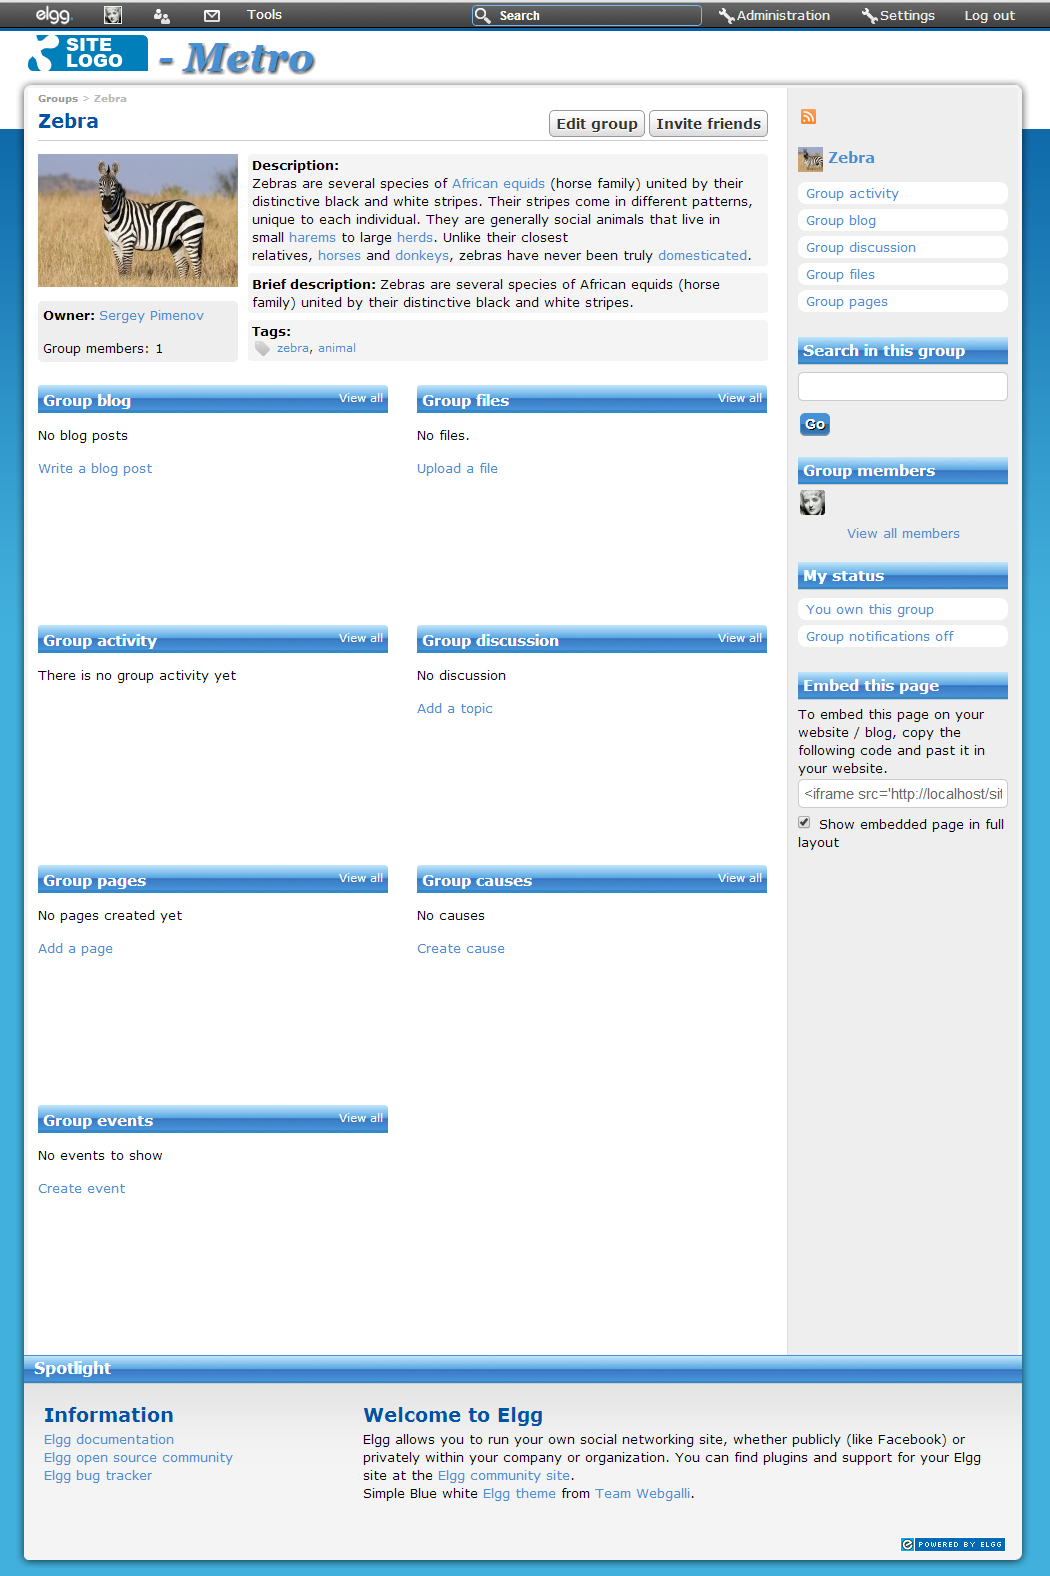 elgg.
Tools
Search
Administration
Settings
Log out
SITE
LOGO
- Metro
Groups > Zebra
Zebra
Edit group
Invite friends
Description:
Zebras are several species of African equids (horse family) united by their
distinctive black and white stripes. Their stripes come in different patterns,
unique to each individual. They are generally social animals that live in
small harems to large herds. Unlike their closest
relatives, horses and donkeys, zebras have never been truly domesticated.
Brief description: Zebras are several species of African equids (horse
family) united by their distinctive black and white stripes.
Tags:
zebra, animal
Owner: Sergey Pimenov
Group members: 1
Group blog
View all
No blog posts
Write a blog post
Group files
View all
No files.
Upload a file
Group activity
View all
There is no group activity yet
Group discussion
View all
No discussion
Add a topic
Group pages
View all
No pages created yet
Add a page
Group causes
View all
No causes
Create cause
Group events
View all
No events to show
Create event
Zebra
Group activity
Group blog
Group discussion
Group files
Group pages
Search in this group
Go
Group members
View all members
My status
You own this group
Group notifications off
Embed this page
To embed this page on your
website / blog, copy the
following code and past it in
your website.
<iframe src='http://localhost/sit
Show embedded page in full
layout
Spotlight
Information
Elgg documentation
Elgg open source community
Elgg bug tracker
Welcome to Elgg
Elgg allows you to run your own social networking site, whether publicly (like Facebook) or
privately within your company or organization. You can find plugins and support for your Elgg
site at the Elgg community site.
Simple Blue white Elgg theme from Team Webgalli.
POWERED BY ELGG